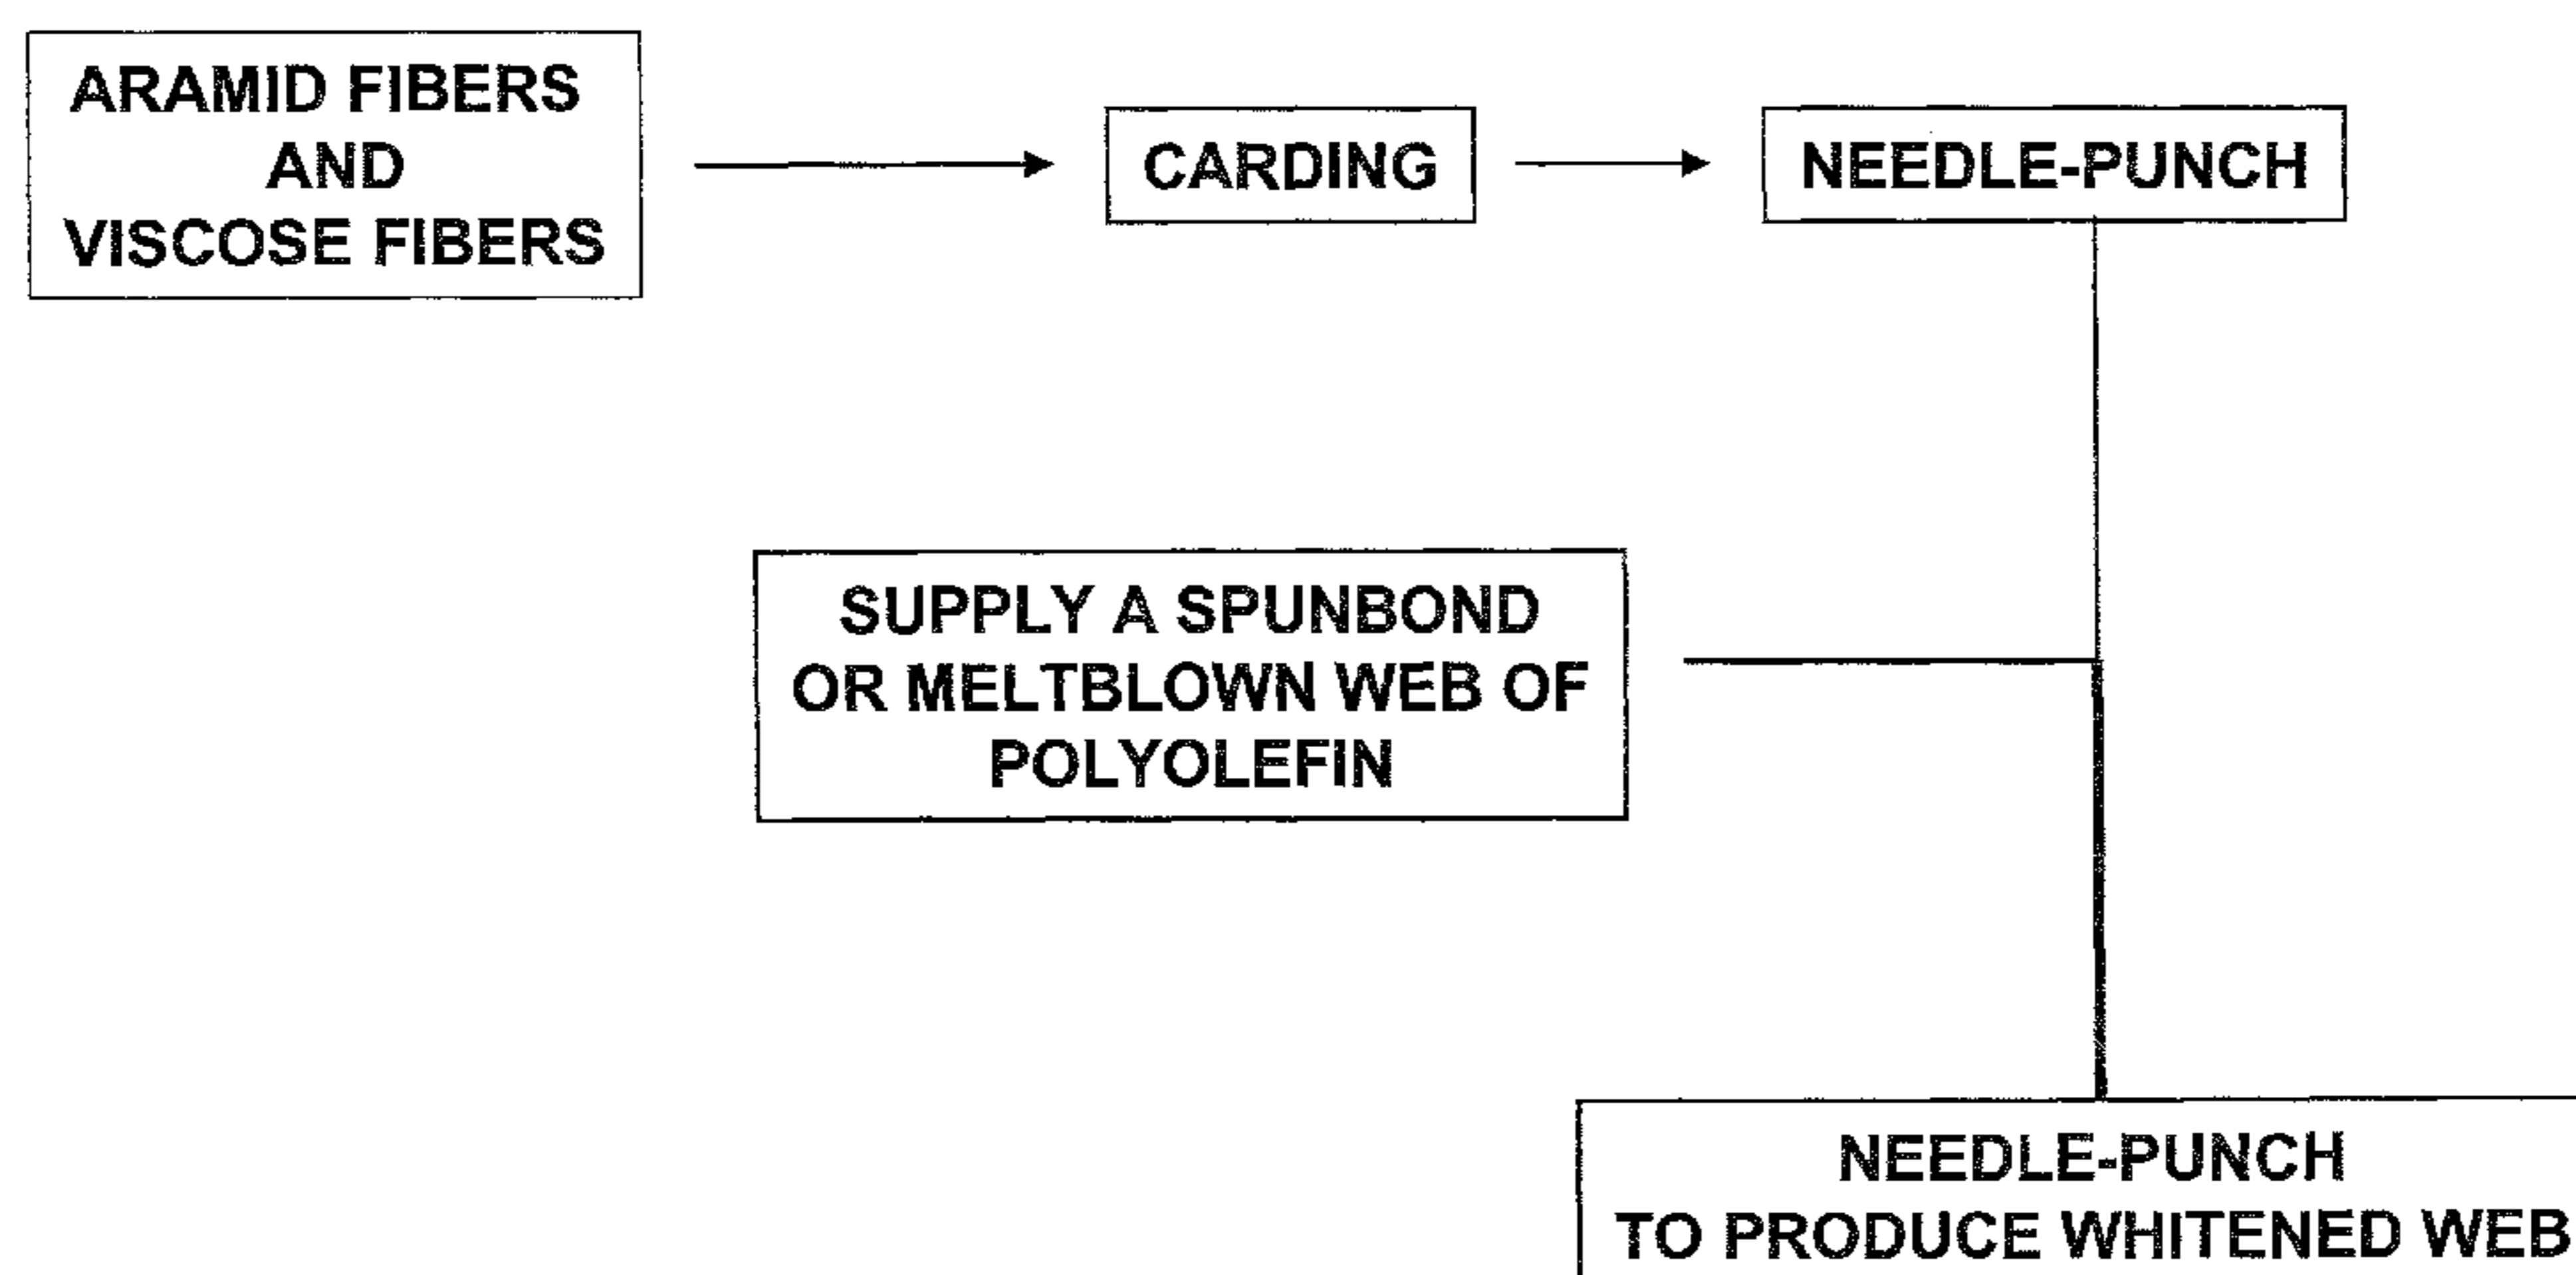 ARAMID FIBERS
AND
VISCOSE FIBERS
CARDING
NEEDLE-PUNCH
SUPPLY A SPUNBOND
OR MELTBLOWN WEB OF
POLYOLEFIN
NEEDLE-PUNCH
TO PRODUCE WHITENED WEB